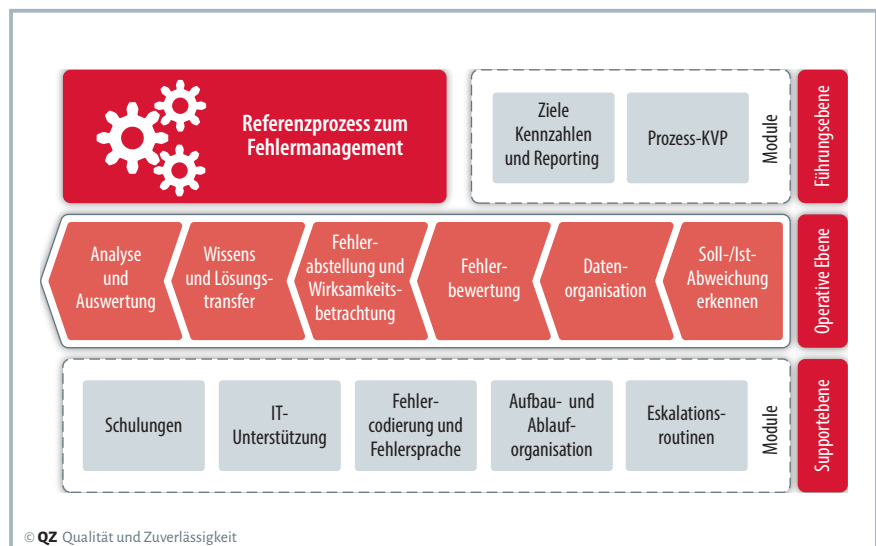 Referenzprozess zum
Fehlermanagement
Ziele
Kennzahlen
und Reporting
Prozess-KVP
Module
Führungsebene
Analyse
und
Auswertung
Wissens
und Lösungs-
transfer
Fehler-
abstellung und
Wirksamkeits-
betrachtung
Fehler-
bewertung
Daten-
organisation
Soll-/Ist-
Abweichung
erkennen
Operative Ebene
Schulungen
IT-
Unterstützung
Fehler-
codierung und
Fehlersprache
Aufbau- und
Ablauf-
organisation
Eskalations-
routinen
Module
Supportebene
© QZ Qualität und Zuverlässigkeit